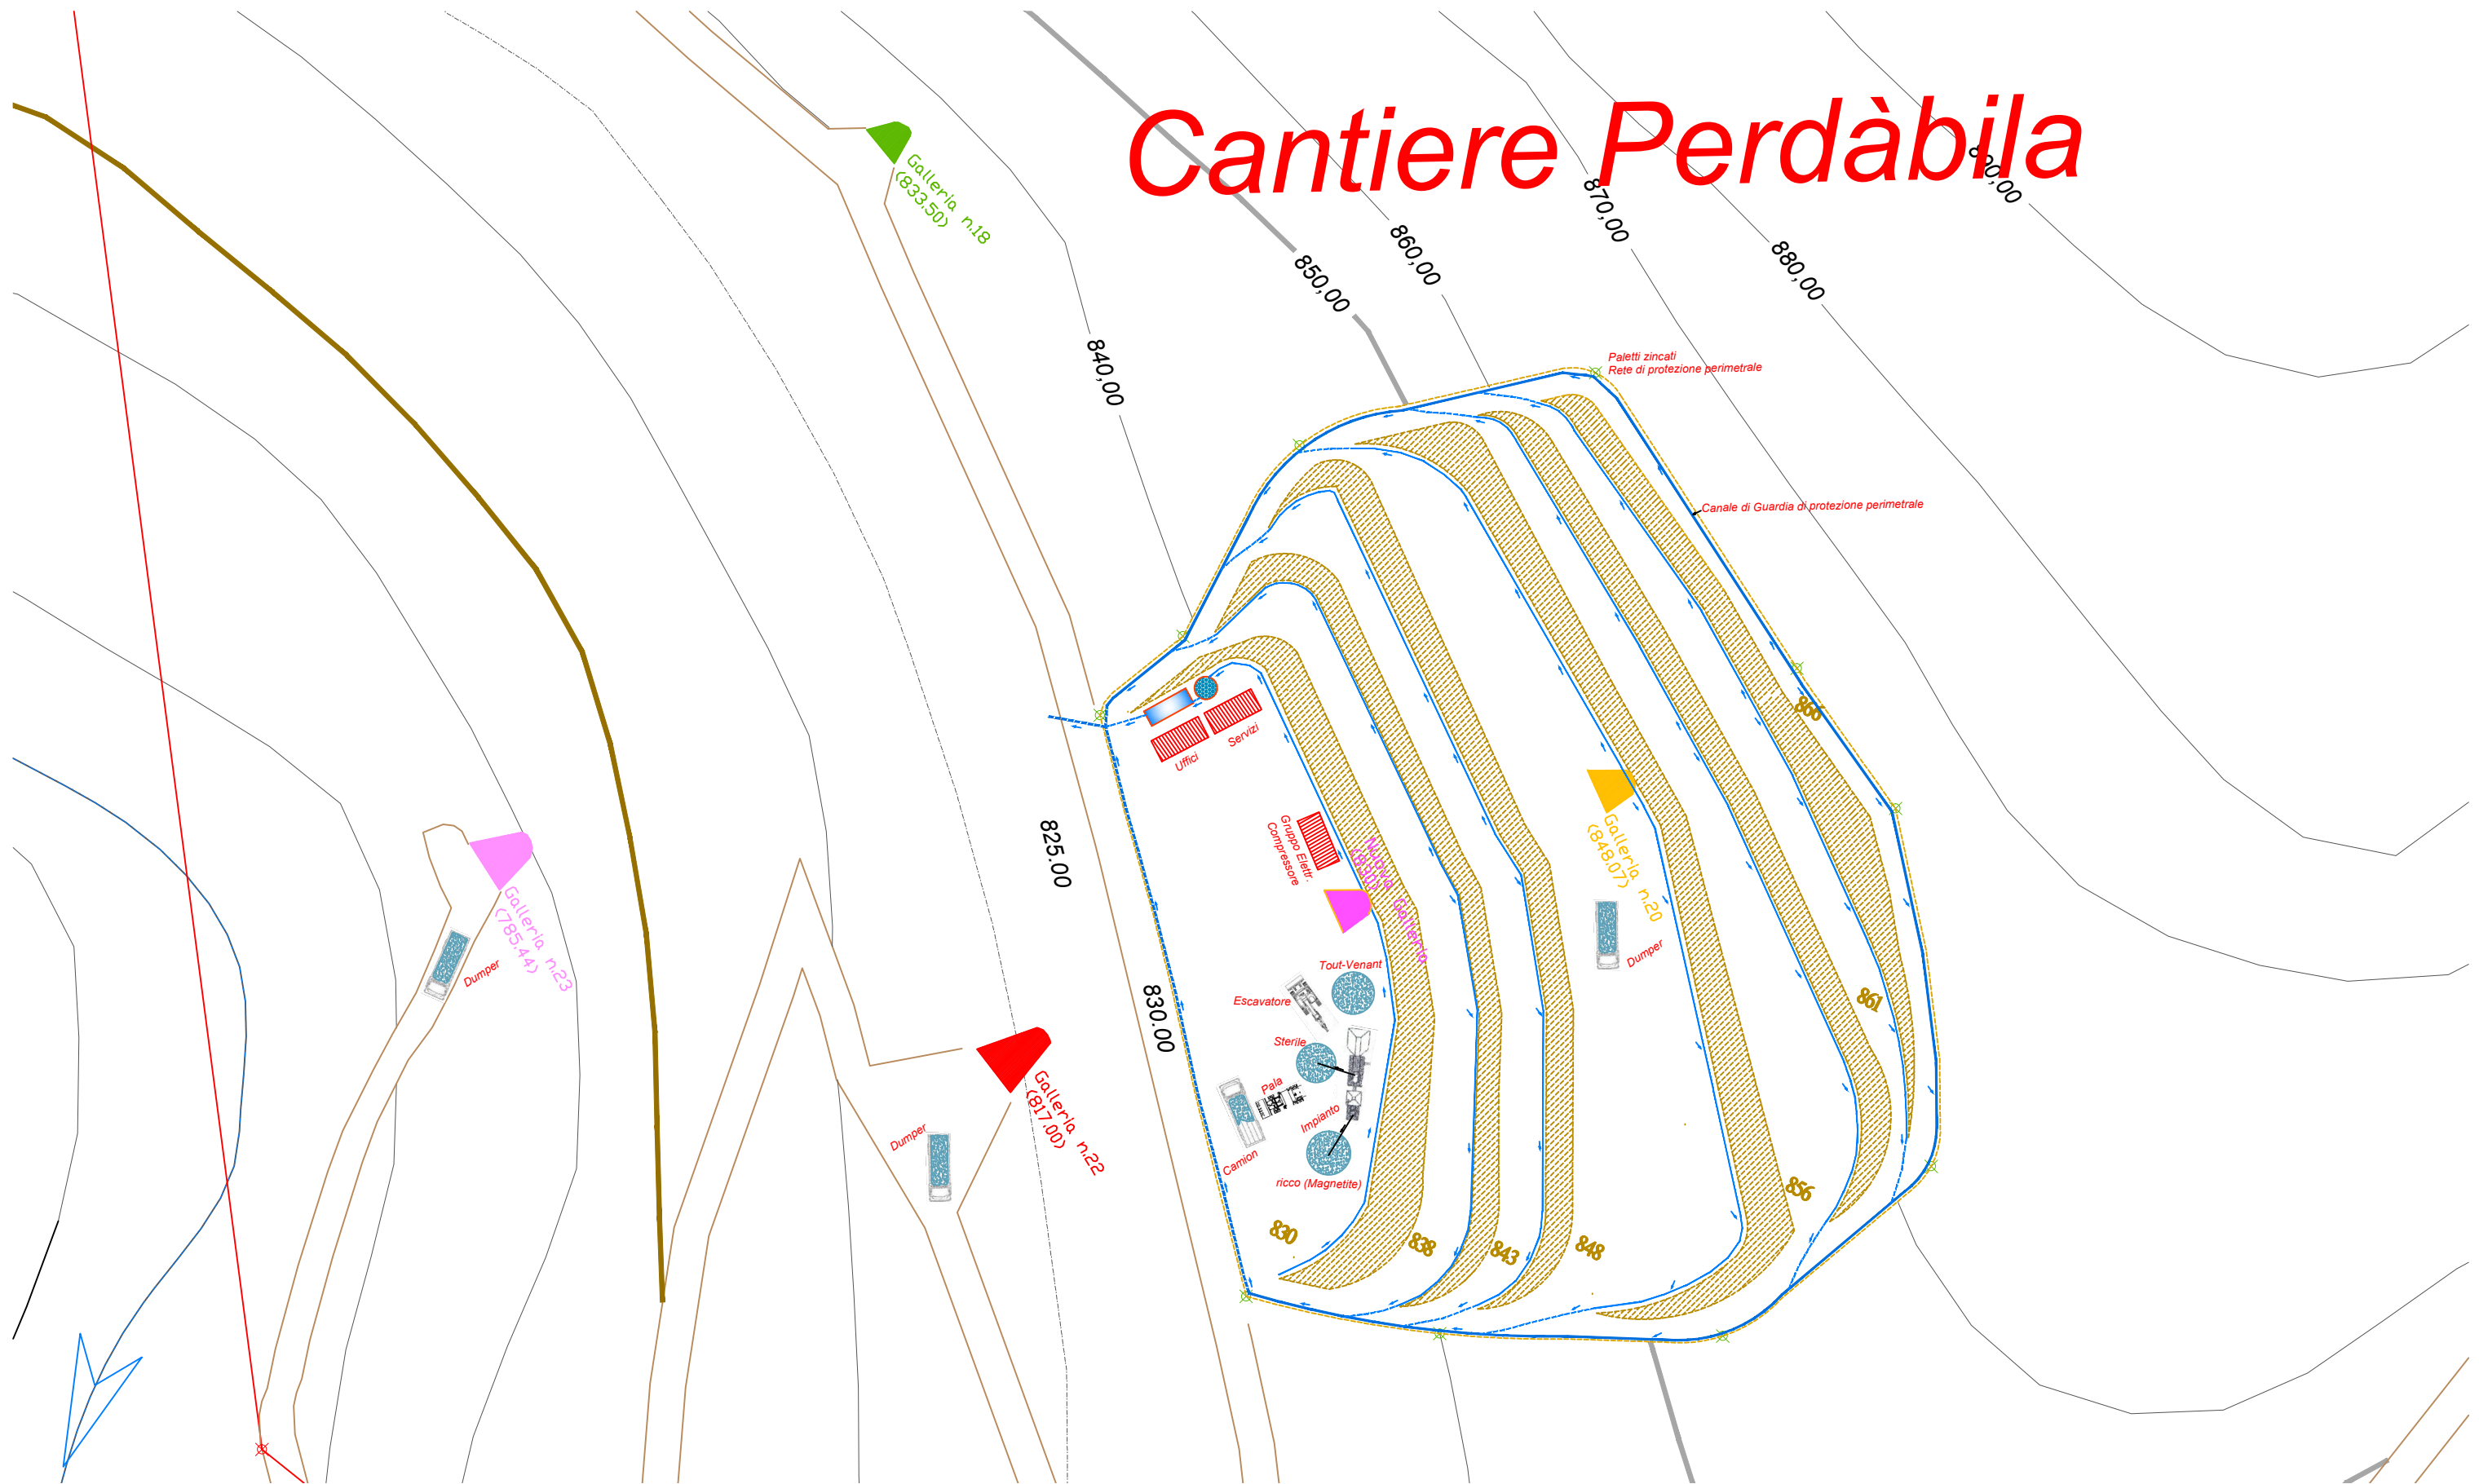 Cantiere Perdàbila
890,00
870,00
880,00
860,00
850,00
840,00
Galleria n.18
(833,50)
Paletti zincati
Rete di protezione perimetrale
Canale di Guardia di protezione perimetrale
866
Servizi
Uffici
Gruppo Elettr.
Compressore
Nuova Galleria
(830)
Galleria n.20
(848,07)
Dumper
825.00
830.00
Galleria n.23
(785,44)
Dumper
Tout-Venant
Escavatore
Sterile
Pala
Impianto
Camion
ricco (Magnetite)
Galleria n.22
(817,00)
Dumper
861
856
830
838
843
848